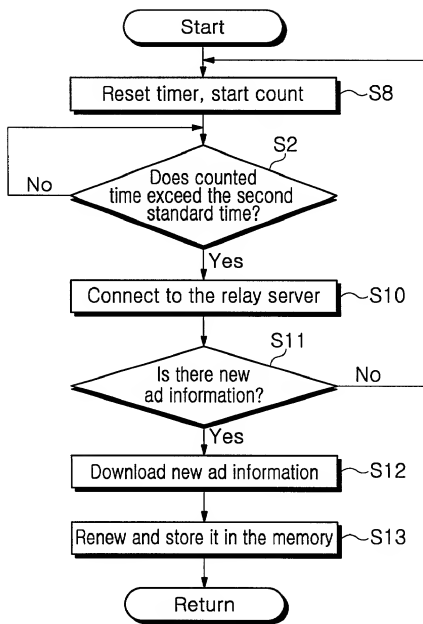 Start
Reset timer, start count
S8
S2
Does counted
time exceed the second
standard time?
No
Yes
Connect to the relay server
S10
S11
Is there new
ad information?
No
Yes
Download new ad information
S12
Renew and store it in the memory
S13
Return